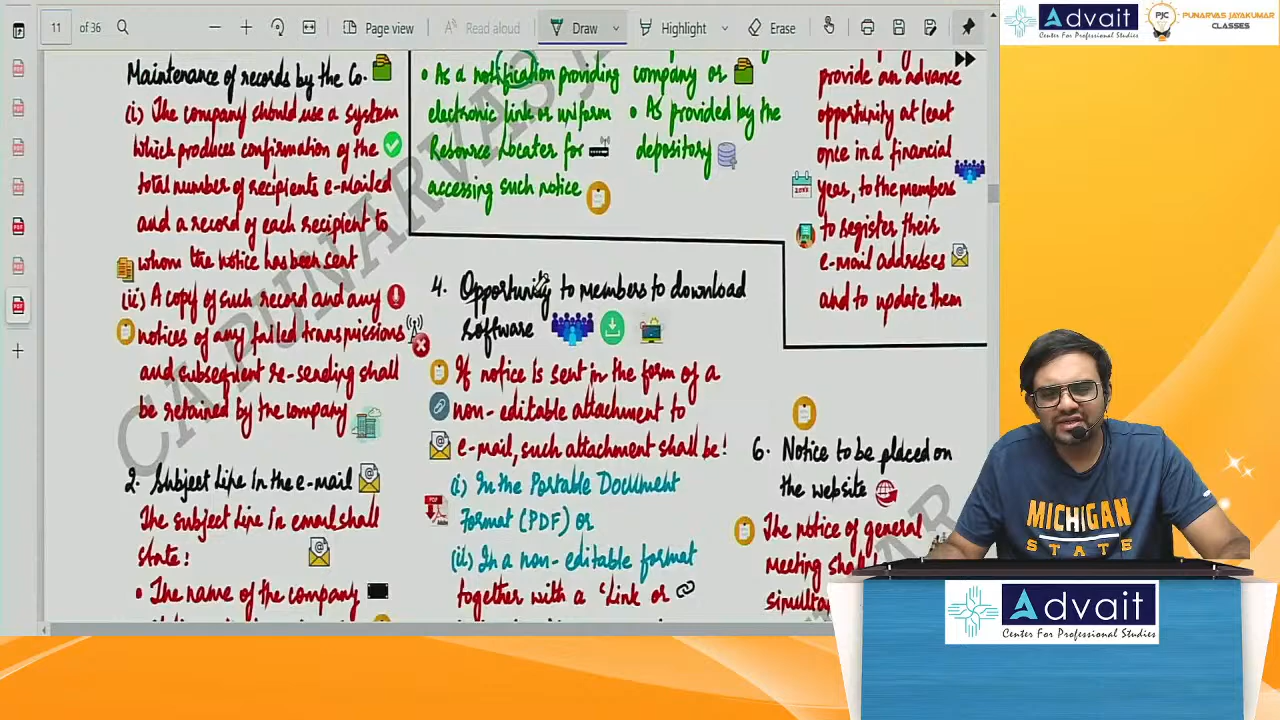 11 of 36
Page view
Read aloud
Draw
Highlight
Erase
Advait
Center For Professional Studies
PJC
PUNARVAS JAYAKUMAR
CLASSES
Maintenance of records by the Co.
(i) The company should use a system
which produces confirmation of the
total number of recipients e-mailed
and a record of each recipient to
whom the notice has been sent
(ii) A copy of such record and any
notices of any failed transmissions
and subsequent re-sending shall
be retained by the company
2. Subject Line in the e-mail
The subject line in email shall
state:
• The name of the company
• As a notification providing
electronic link or uniform
Resource Locater for
accessing such notice
company or
• As provided by the
depository
4. Opportunity to members to download
software
If notice is sent in the form of a
non-editable attachment to
e-mail, such attachment shall be:
(i) In the Portable Document
Format (PDF) or
(ii) In a non-editable format
together with a 'Link or
provide an advance
opportunity at least
once in a financial
year, to the members
to register their
e-mail addresses
and to update them
6. Notice to be placed on
the website
The notice of general
meeting shall
simulta
CA PUNARVAS J
AR
MICHIGAN
STATE
Advait
Center For Professional Studies